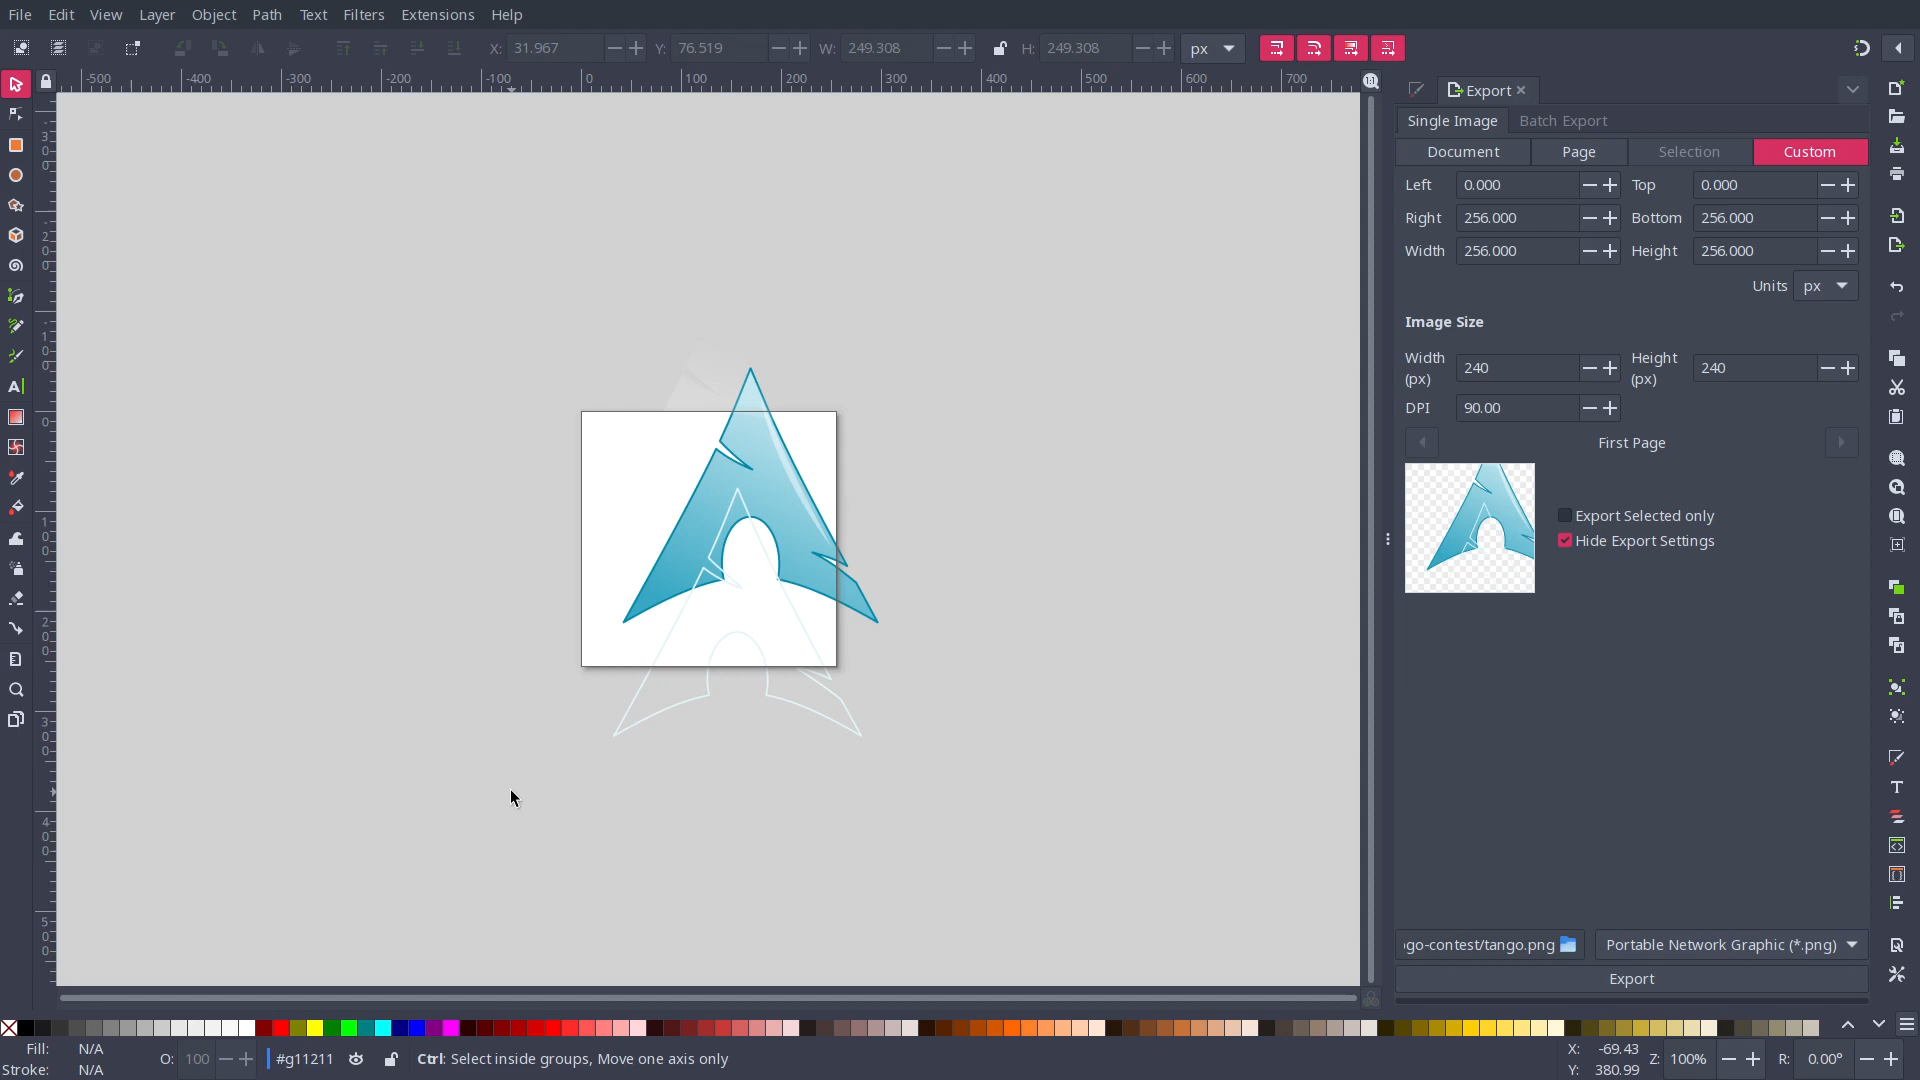 File Edit View Layer Object Path Text Filters Extensions Help
X: 31.967 Y: 76.519 W: 249.308 H: 249.308 px
-500 -400 -300 -200 -100 0 100 200 300 400 500 600 700
Export
Single Image Batch Export
Document Page Selection Custom
Left 0.000 Top 0.000
Right 256.000 Bottom 256.000
Width 256.000 Height 256.000
Units px
Image Size
Width (px) 240 Height (px) 240
DPI 90.00
First Page
Export Selected only
Hide Export Settings
ogo-contest/tango.png Portable Network Graphic (*.png)
Export
Fill: N/A
Stroke: N/A
O: 100 #g11211 Ctrl: Select inside groups, Move one axis only
X: -69.43
Y: 380.99
Z: 100% R: 0.00°